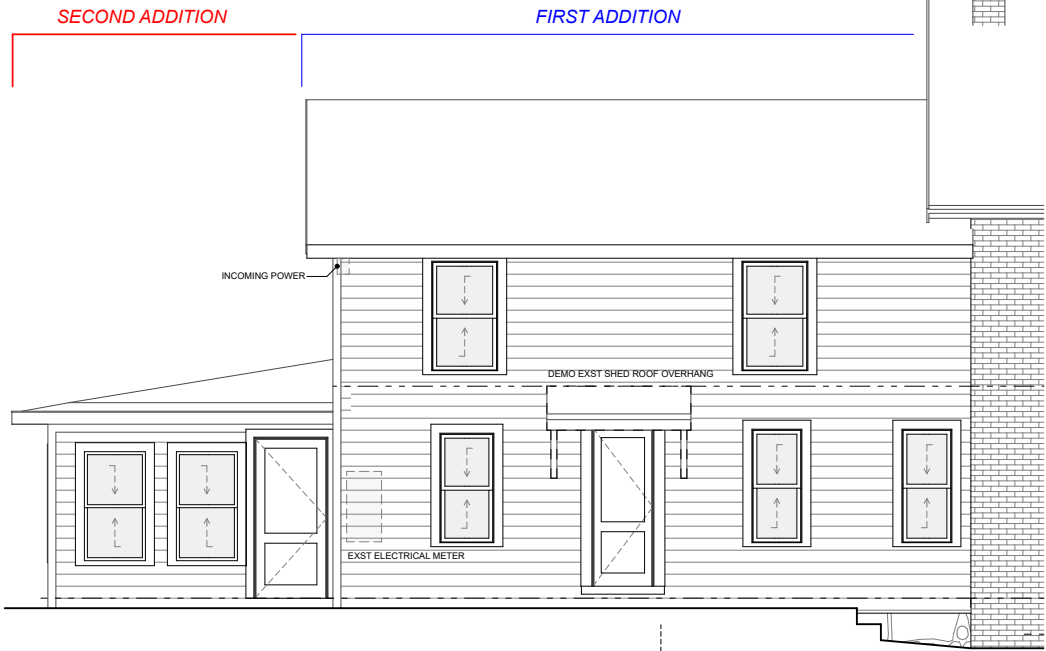 SECOND ADDITION
FIRST ADDITION
INCOMING POWER
DEMO EXST SHED ROOF OVERHANG
EXST ELECTRICAL METER